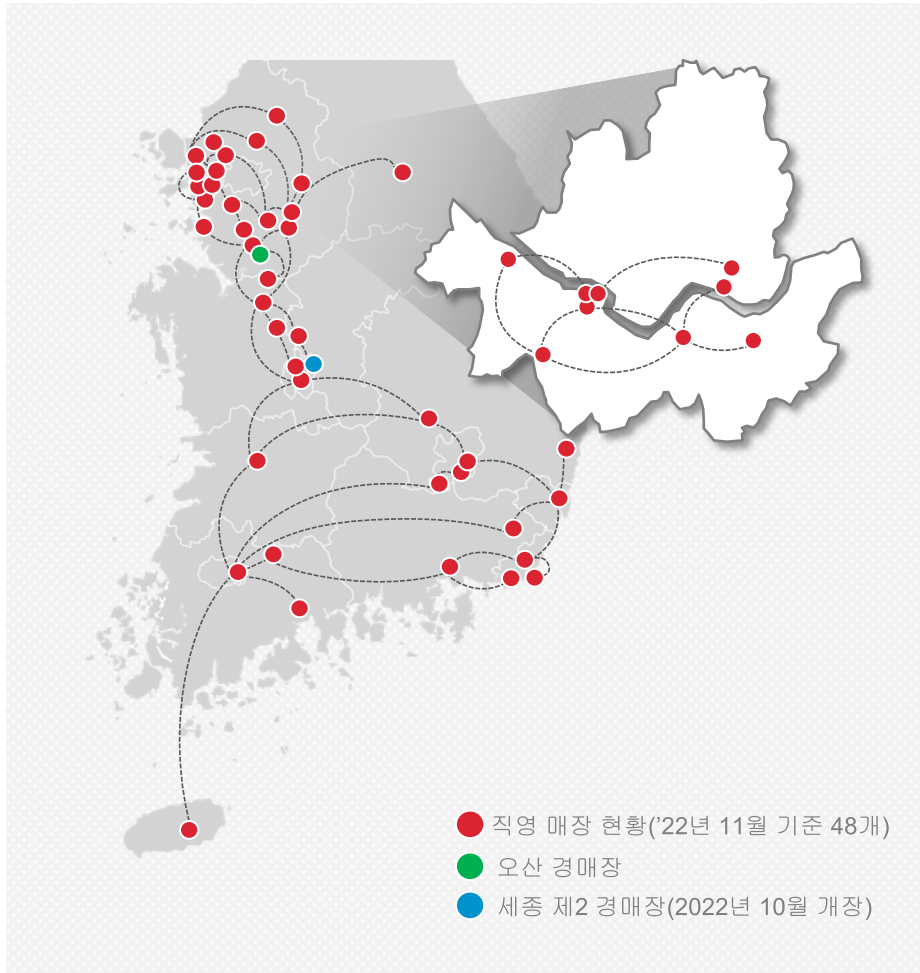 직영 매장 현황('22년 11월 기준 48개)
오산 경매장
세종 제2 경매장(2022년 10월 개장)